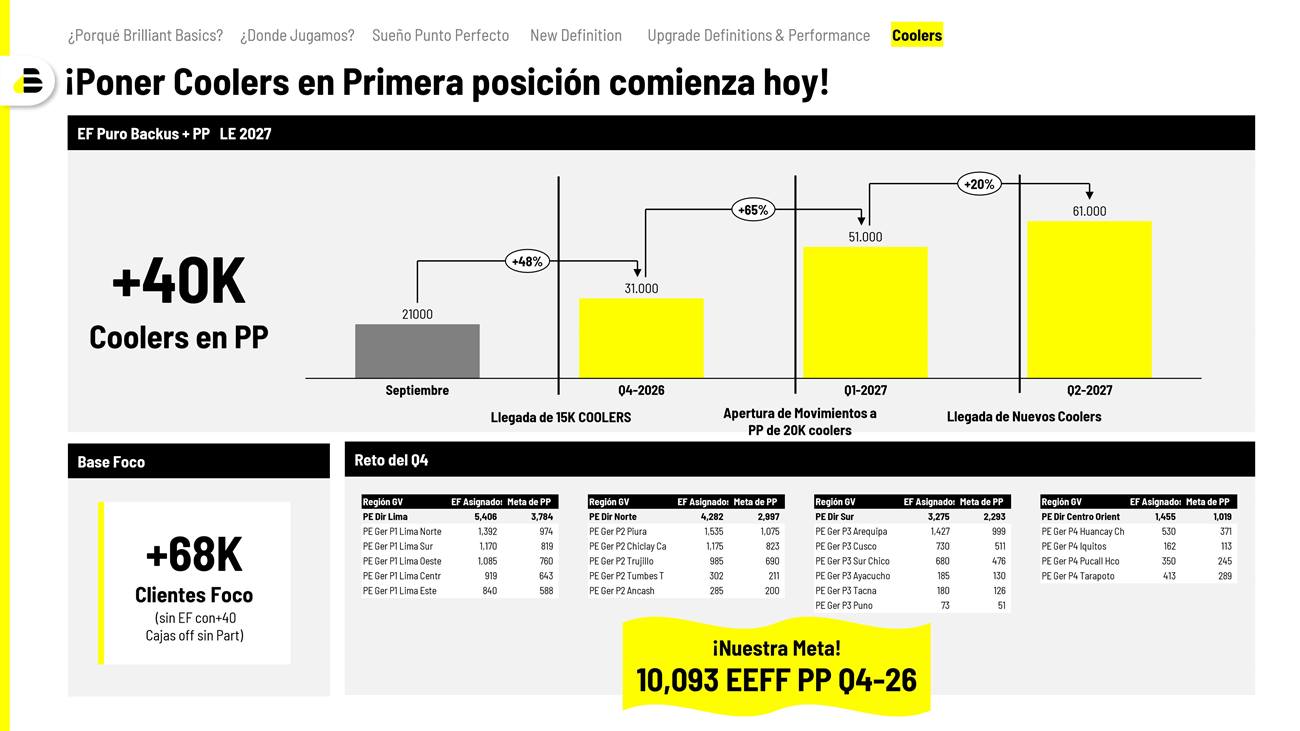 ¿Porqué Brilliant Basics? ¿Donde Jugamos? Sueño Punto Perfecto New Definition Upgrade Definitions & Performance Coolers
¡Poner Coolers en Primera posición comienza hoy!
EF Puro Backus + PP LE 2027
+40K
Coolers en PP
+48%
+65%
+20%
21000
31.000
51.000
61.000
Septiembre Q4-2026 Q1-2027 Q2-2027
Llegada de 15K COOLERS
Apertura de Movimientos a
PP de 20K coolers
Llegada de Nuevos Coolers
Base Foco
+68K
Clientes Foco
(sin EF con+40
Cajas off sin Part)
Reto del Q4
Región GV EF Asignados Meta de PP
PE Dir Lima 5,406 3,784
PE Ger P1 Lima Norte 1,392 974
PE Ger P1 Lima Sur 1,170 819
PE Ger P1 Lima Oeste 1,085 760
PE Ger P1 Lima Centr 919 643
PE Ger P1 Lima Este 840 588
Región GV EF Asignados Meta de PP
PE Dir Norte 4,282 2,997
PE Ger P2 Piura 1,535 1,075
PE Ger P2 Chiclay Ca 1,175 823
PE Ger P2 Trujillo 985 690
PE Ger P2 Tumbes T 302 211
PE Ger P2 Ancash 285 200
Región GV EF Asignados Meta de PP
PE Dir Sur 3,275 2,293
PE Ger P3 Arequipa 1,427 999
PE Ger P3 Cusco 730 511
PE Ger P3 Sur Chico 680 476
PE Ger P3 Ayacucho 185 130
PE Ger P3 Tacna 180 126
PE Ger P3 Puno 73 51
Región GV EF Asignados Meta de PP
PE Dir Centro Orient 1,455 1,019
PE Ger P4 Huancay Ch 530 371
PE Ger P4 Iquitos 162 113
PE Ger P4 Pucall Hco 350 245
PE Ger P4 Tarapoto 413 289
¡Nuestra Meta!
10,093 EEFF PP Q4-26